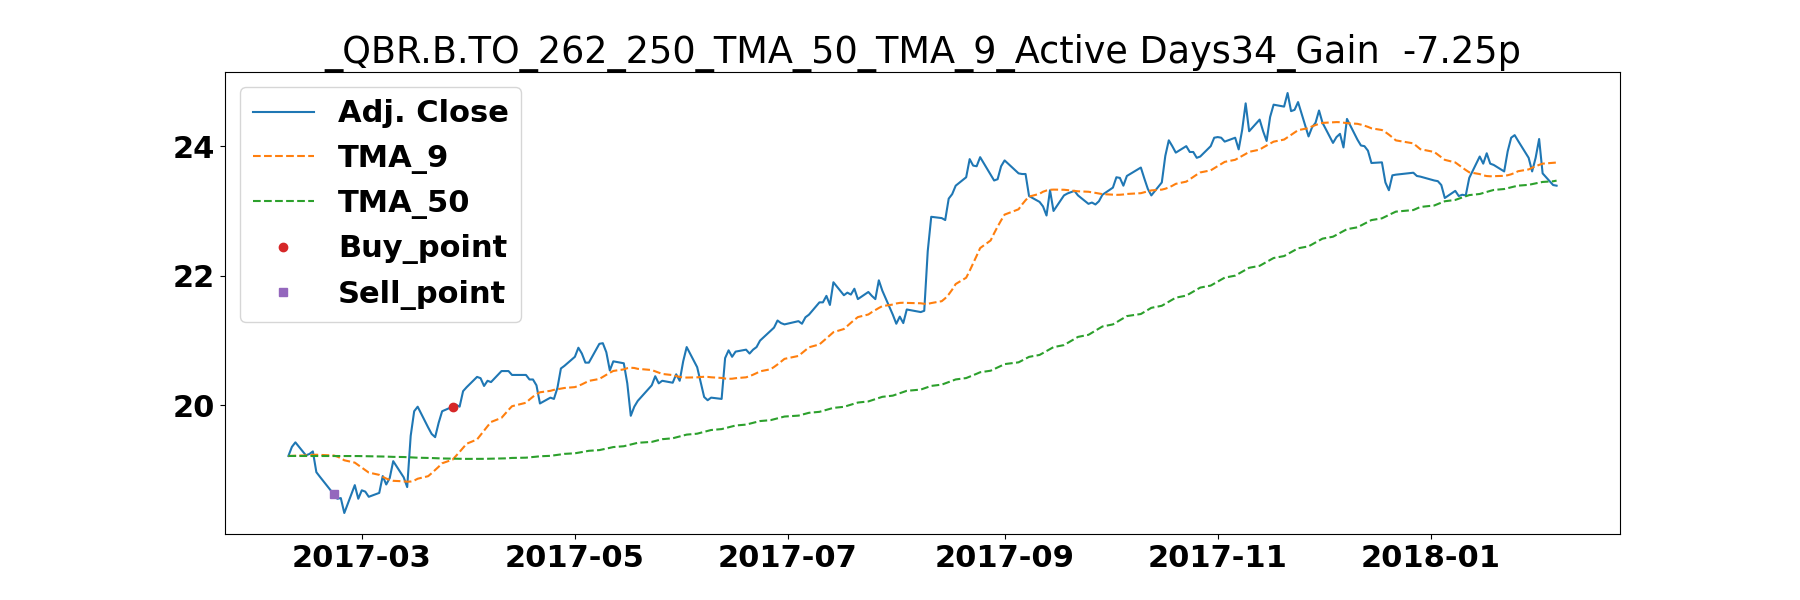 _QBR.B.TO_262_250_TMA_50_TMA_9_Active Days34_Gain  -7.25p
Adj. Close
TMA_9
TMA_50
Buy_point
Sell_point
24
22
20
2017-03 2017-05 2017-07 2017-09 2017-11 2018-01